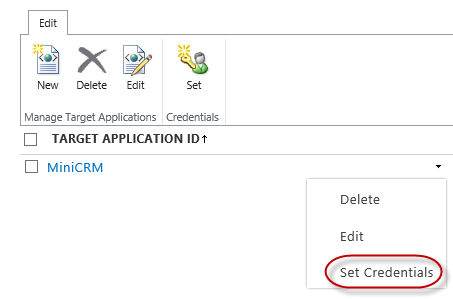 Edit
New Delete Edit Set
Manage Target Applications Credentials
TARGET APPLICATION ID↑
MiniCRM
Delete
Edit
Set Credentials